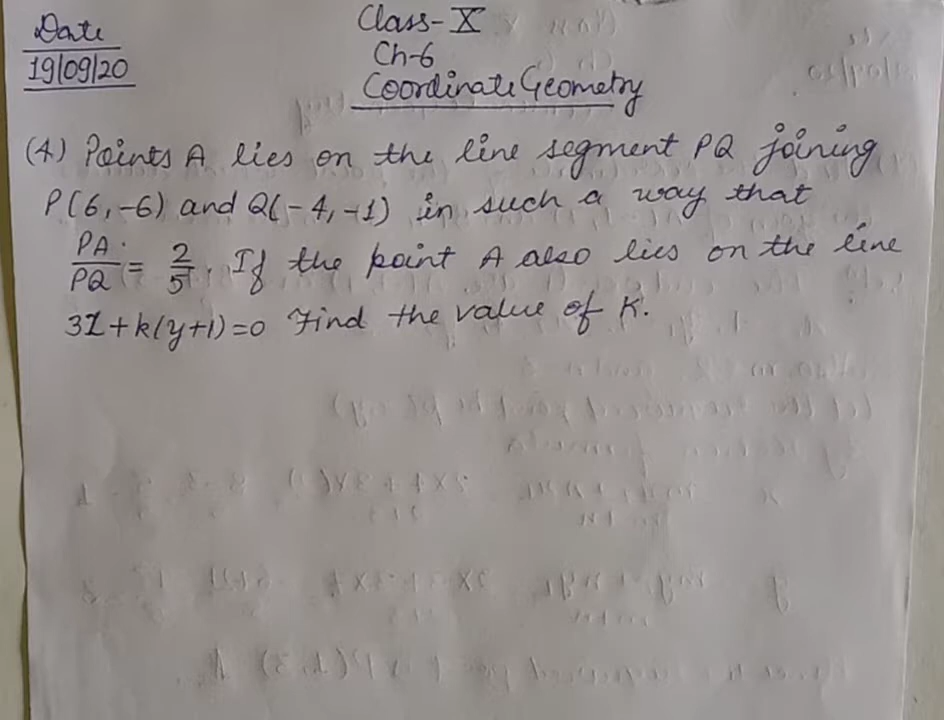 Date
19/09/20
Class-X
Ch-6
Coordinate Geometry
(4) Points A lies on the line segment PQ joining
P(6,-6) and Q(-4,-1) in such a way that
PA/PQ = 2/5. If the point A also lies on the line
3x+k(y+1)=0 Find the value of K.